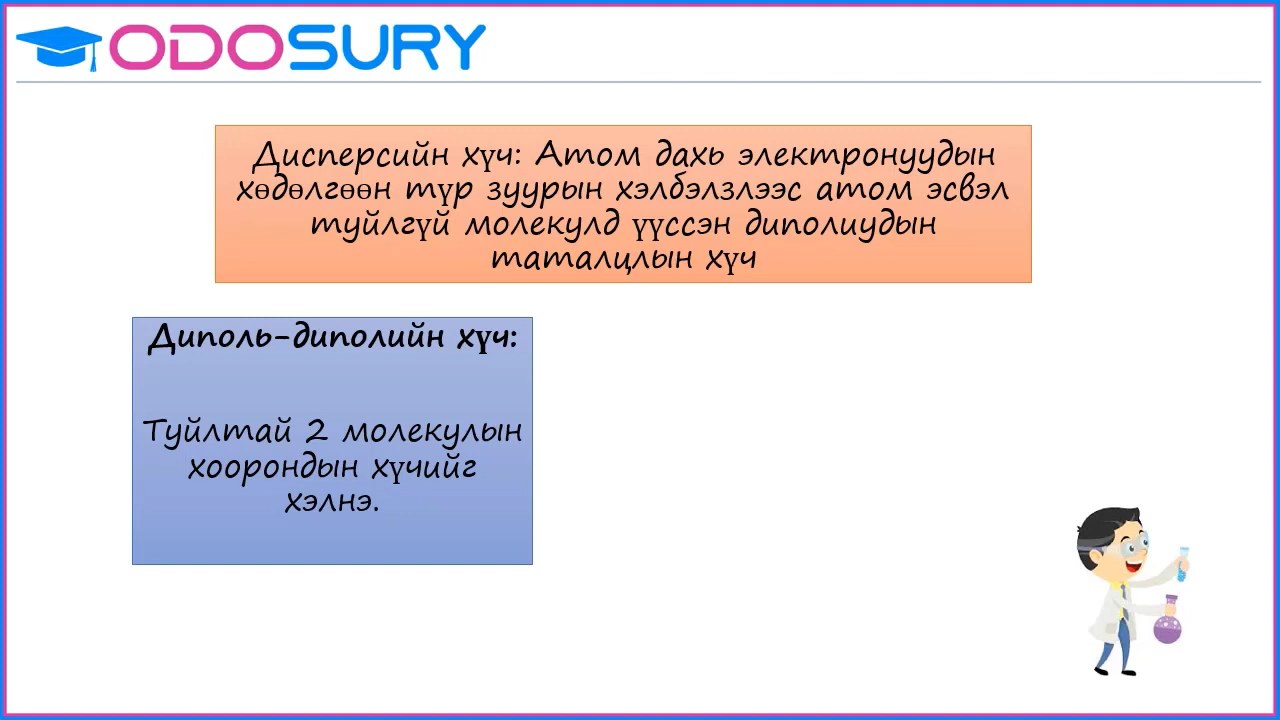 ODOSURY
Дисперсийн хүч: Атом дахь электронуудын
хөдөлгөөн түр зуурын хэлбэлзлээс атом эсвэл
туйлгүй молекулд үүссэн диполиудын
таталцлын хүч
Диполь-диполийн хүч:
Туйлтай 2 молекулын
хоорондын хүчийг
хэлнэ.